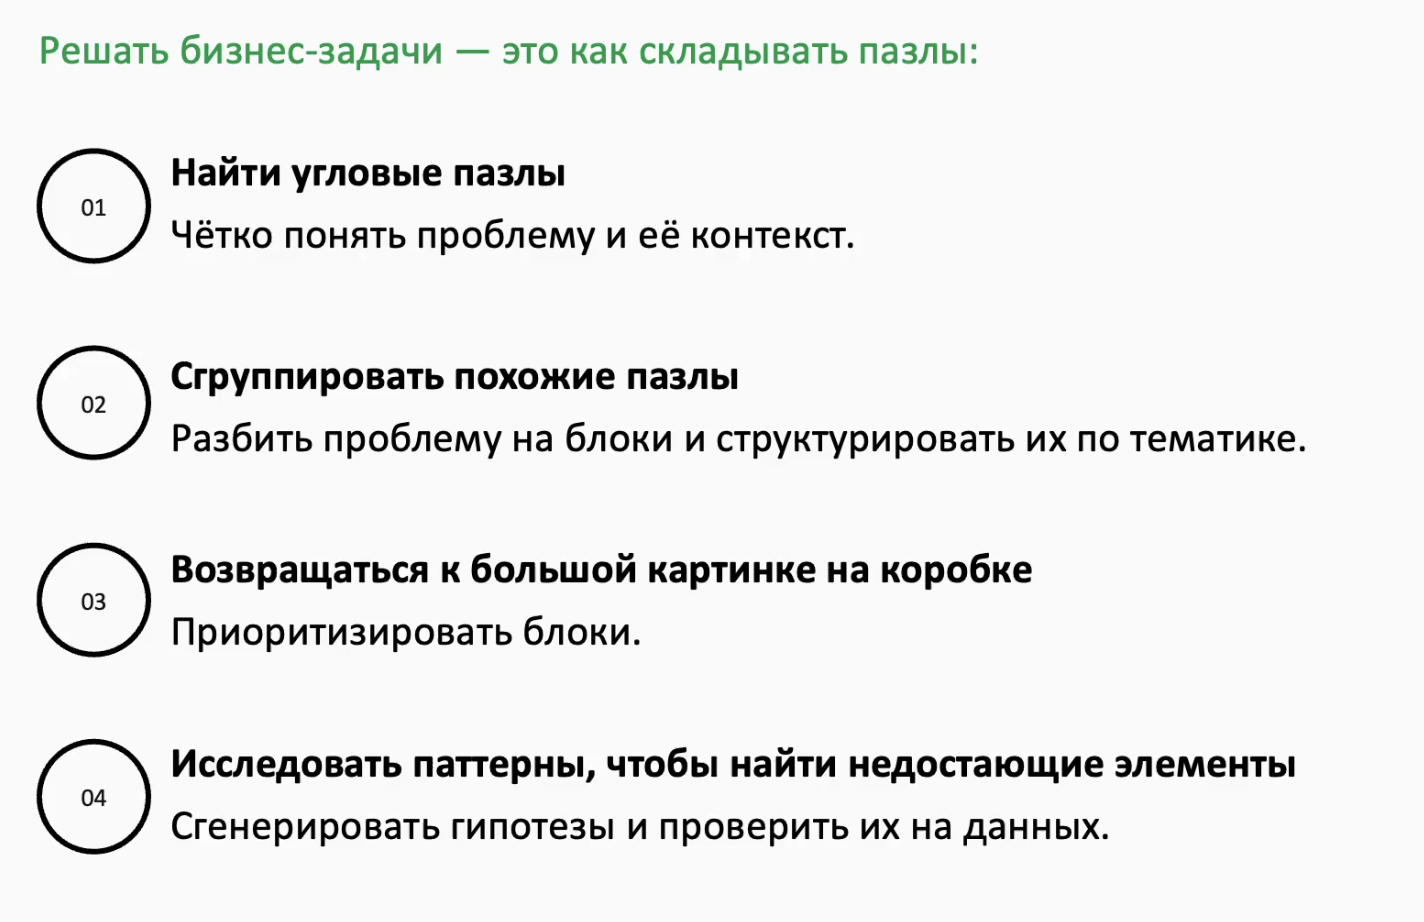 Решать бизнес-задачи — это как складывать пазлы:
01
Найти угловые пазлы
Чётко понять проблему и её контекст.
02
Сгруппировать похожие пазлы
Разбить проблему на блоки и структурировать их по тематике.
03
Возвращаться к большой картинке на коробке
Приоритизировать блоки.
04
Исследовать паттерны, чтобы найти недостающие элементы
Сгенерировать гипотезы и проверить их на данных.